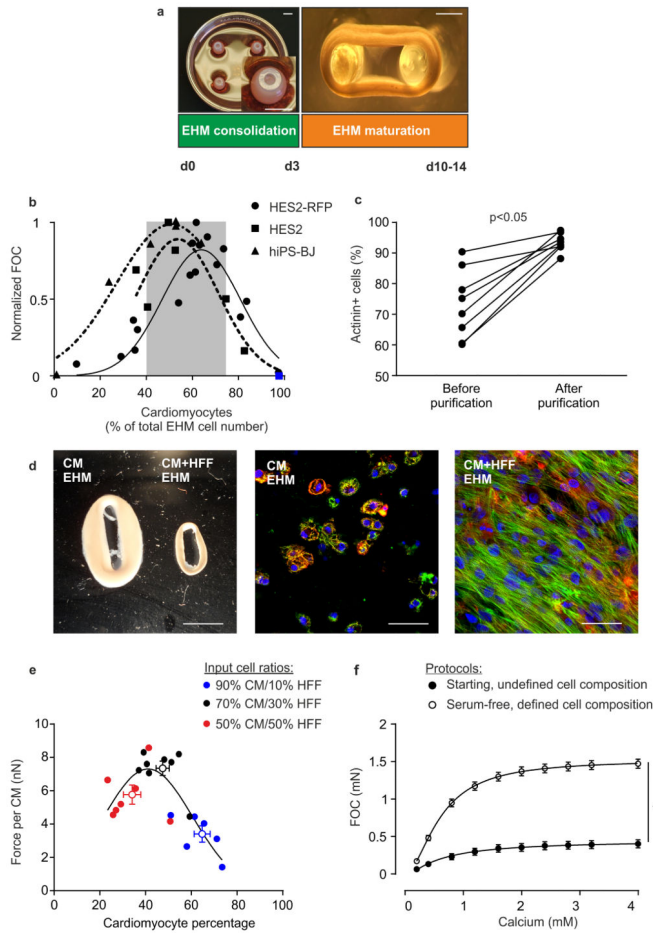 a
EHM consolidation
EHM maturation
d0
d3
d10-14
b
HES2-RFP
HES2
hiPS-BJ
Normalized FOC
1
0.5
0
0 20 40 60 80 100
Cardiomyocytes
(% of total EHM cell number)
c
p<0.05
Actinin+ cells (%)
100
90
80
70
60
50
Before
purification
After
purification
d
CM
EHM
CM+HFF
EHM
CM
EHM
CM+HFF
EHM
e
Input cell ratios:
90% CM/10% HFF
70% CM/30% HFF
50% CM/50% HFF
Force per CM (nN)
10
8
6
4
2
0
0 20 40 60 80 100
Cardiomyocyte percentage
f
Protocols:
Starting, undefined cell composition
Serum-free, defined cell composition
FOC (mN)
2
1.5
1
0.5
0
0 1 2 3 4
Calcium (mM)